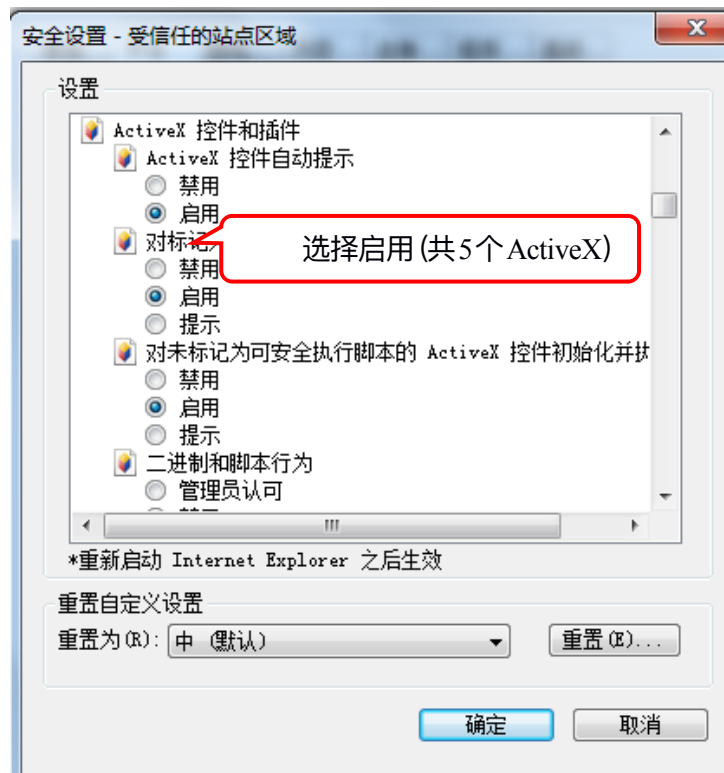 安全设置 - 受信任的站点区域
设置
ActiveX 控件和插件
ActiveX 控件自动提示
禁用
启用
对标记
选择启用(共5个ActiveX)
禁用
启用
提示
对未标记为可安全执行脚本的 ActiveX 控件初始化并执
禁用
启用
提示
二进制和脚本行为
管理员认可
*重新启动 Internet Explorer 之后生效
重置自定义设置
重置为(R): 中 (默认) 重置(E)...
确定 取消